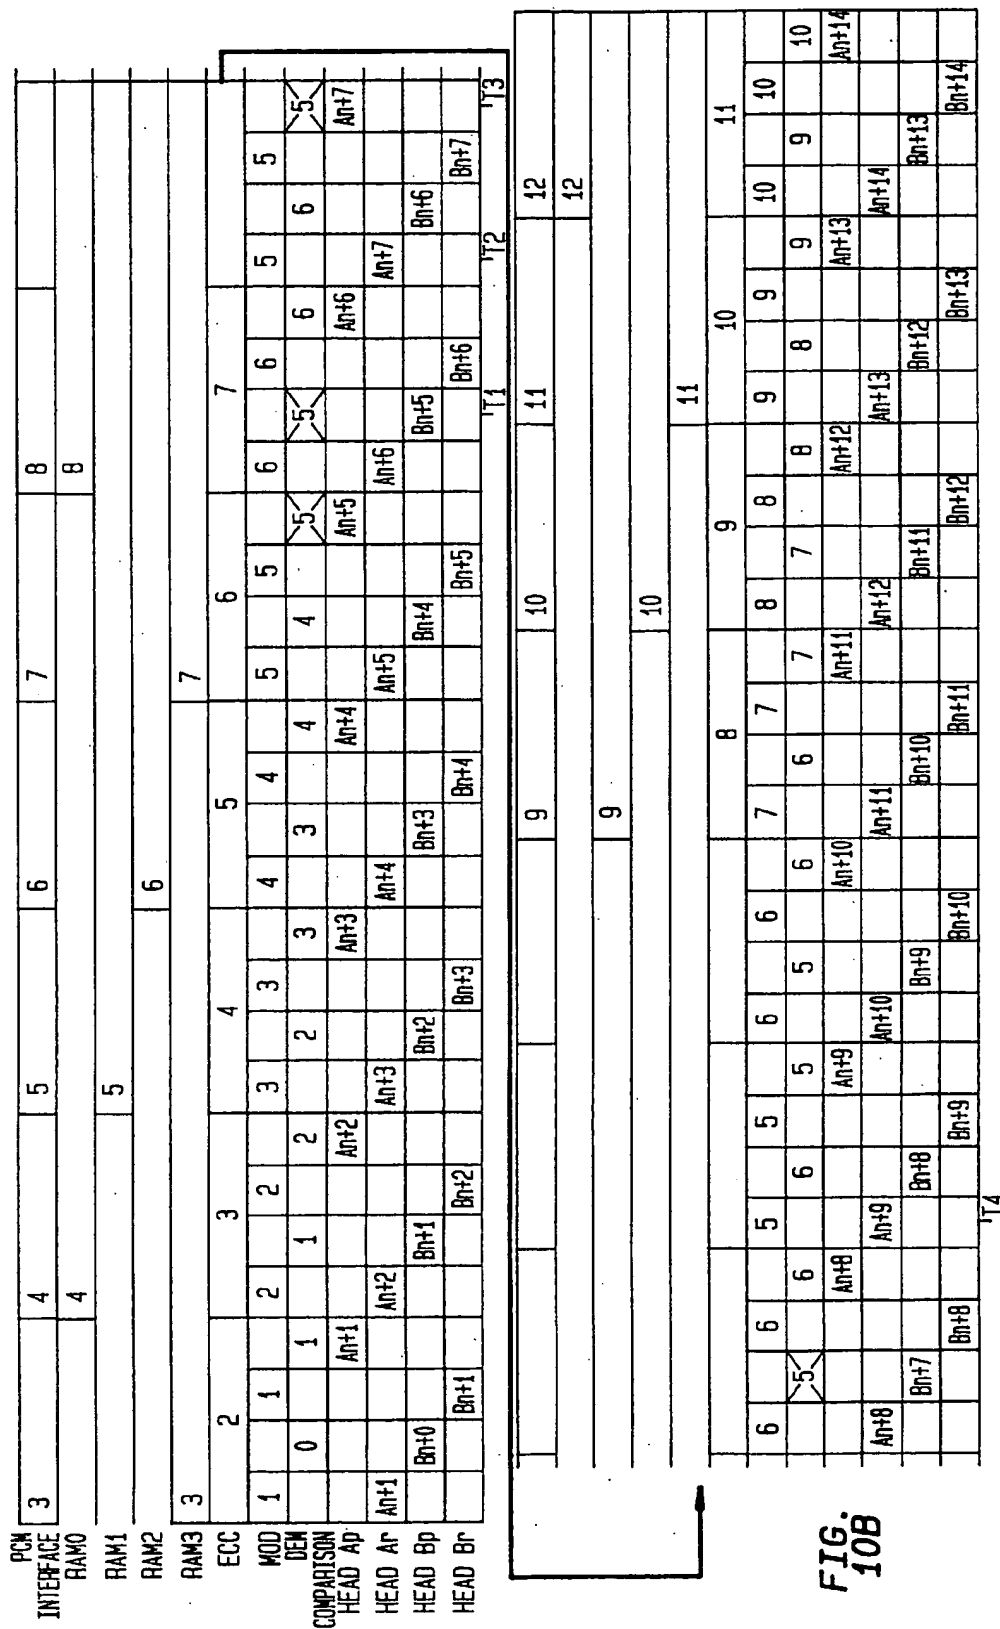 PCM
INTERFACE 3 4 5 6 7 8
RAM0 4 8
RAM1 5
RAM2 6
RAM3 3 7
ECC 2 3 4 5 6 7
MOD 1 1 2 2 3 3 4 4 5 5 6 6 5 5
DEM
COMPARISON 0 1 1 2 2 3 3 4 4 5 5 6 6 5
HEAD Ap An+1 An+2 An+3 An+4 An+5 An+6 An+7
HEAD Ar An+1 An+2 An+3 An+4 An+5 An+6 An+7
HEAD Bp Bn+0 Bn+1 Bn+2 Bn+3 Bn+4 Bn+5 Bn+6
HEAD Br Bn+1 Bn+2 Bn+3 Bn+4 Bn+5 Bn+6 Bn+7
T1 T2 T3
9 10 11 12
12
9
10
11
8 9 10 11
6 6 5 5 6 6 7 7 8 8 9 9 10 10
5 6 6 5 5 6 6 7 7 8 8 9 9 10
An+8 An+9 An+10 An+11 An+12 An+13 An+14
An+8 An+9 An+10 An+11 An+12 An+13 An+14
Bn+7 Bn+8 Bn+9 Bn+10 Bn+11 Bn+12 Bn+13
Bn+8 Bn+9 Bn+10 Bn+11 Bn+12 Bn+13 Bn+14
T4
FIG.
10B